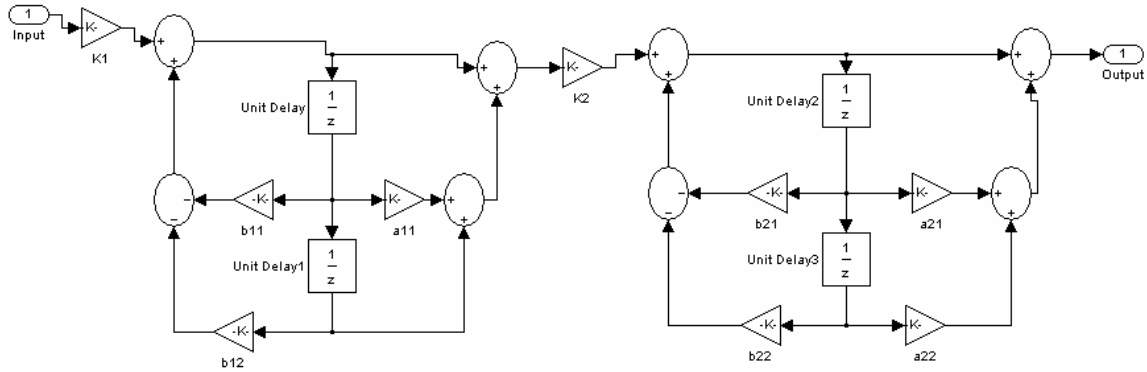 1
Input
K-
K1
+
+
Unit Delay
1
z
-K-
b11
K-
a11
-
-
+
+
Unit Delay1
1
z
-K-
b12
+
+
K-
K2
+
+
Unit Delay2
1
z
-K-
b21
K-
a21
-
-
+
+
Unit Delay3
1
z
-K-
b22
K-
a22
+
+
1
Output